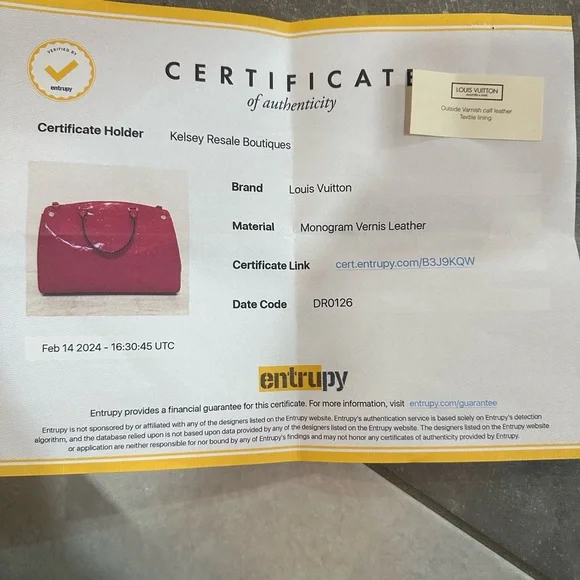 VERIFIED BY
entrupy
CERTIFICATE
of authenticity
LOUIS VUITTON
Outside Varnish calf leather
Textile lining
Certificate Holder Kelsey Resale Boutiques
Brand Louis Vuitton
Material Monogram Vernis Leather
Certificate Link cert.entrupy.com/B3J9KQW
Date Code DR0126
Feb 14 2024 - 16:30:45 UTC
entrupy
Entrupy provides a financial guarantee for this certificate. For more information, visit entrupy.com/guarantee
Entrupy is not sponsored by or affiliated with any of the designers listed on the Entrupy website. Entrupy's authentication service is based solely on Entrupy's detection
algorithm, and the database relied upon is not based upon data provided by any of the designers listed on the Entrupy website. The designers listed on the Entrupy website
or application are neither responsible for nor bound by any of Entrupy's findings and may not honor any certificates of authenticity provided by Entrupy.